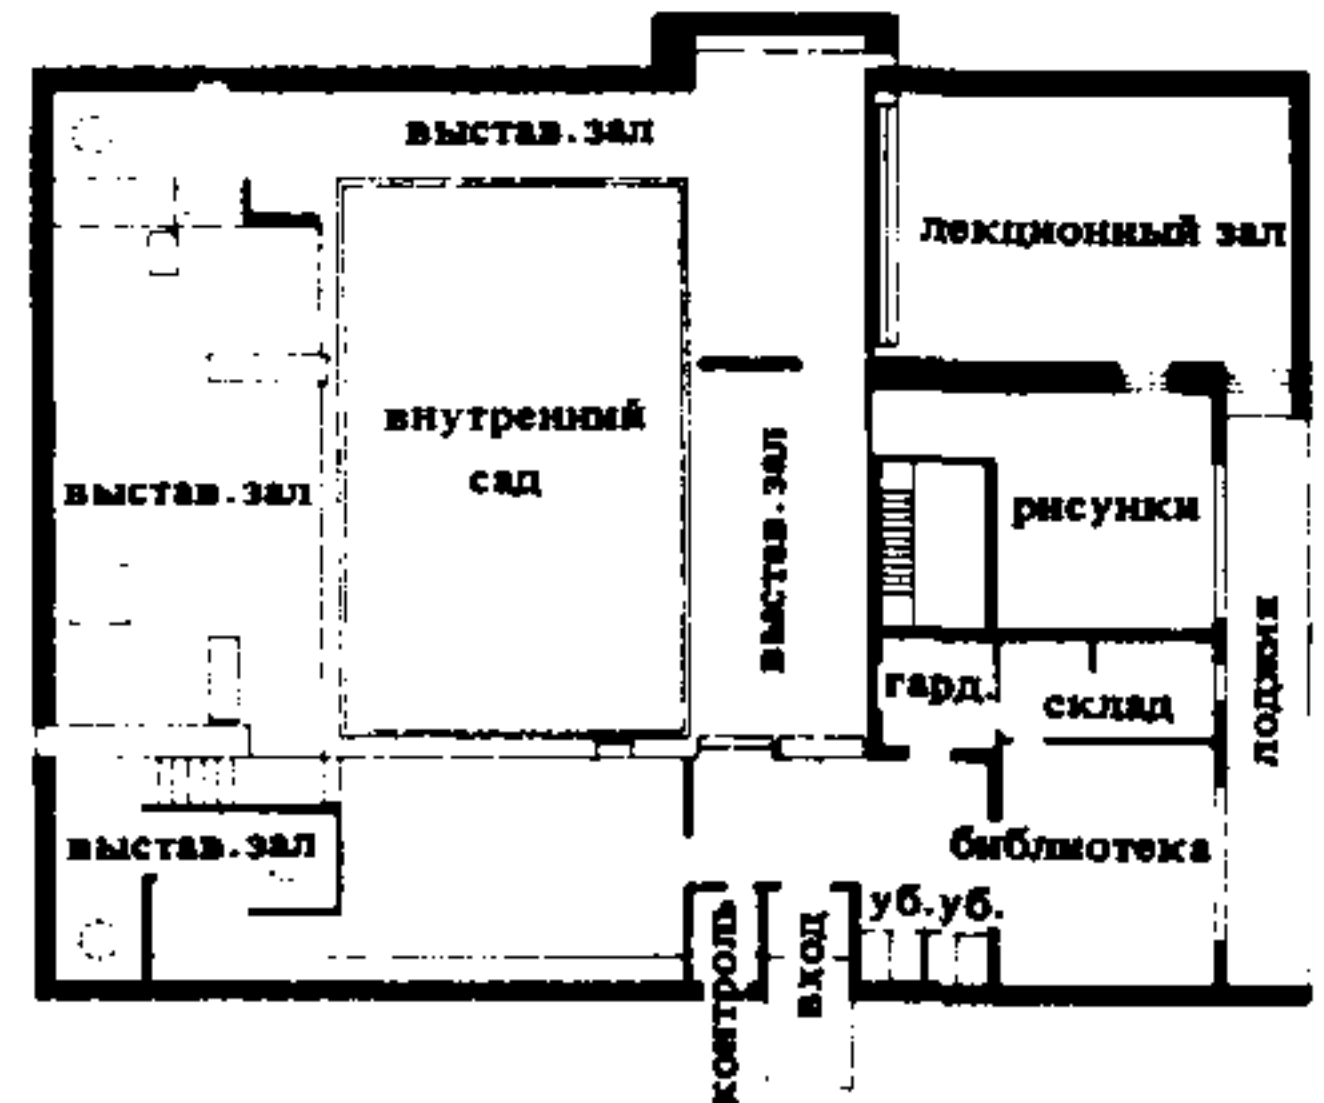 выстав.зал
лекционный зал
внутренний
сад
выстав.зал
выстав.зал
рисунки
гард.
склад
лоджия
выстав.зал
библиотека
уб.уб.
контроль
вход